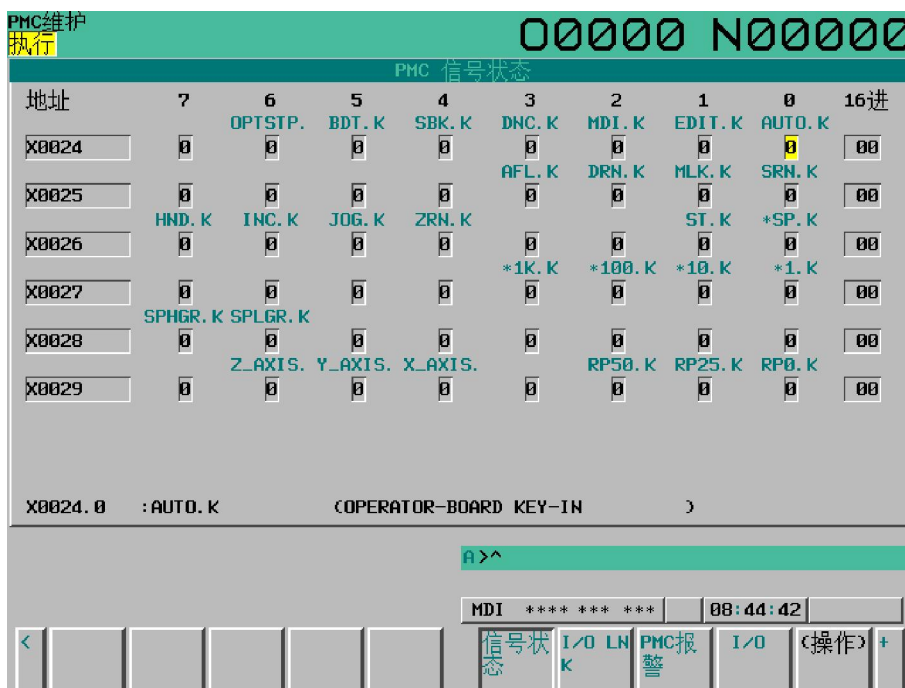 PMC维护
执行
O0000 N00000
PMC 信号状态
地址 7 6 5 4 3 2 1 0 16进
OPTSTP. BDT.K SBK.K DNC.K MDI.K EDIT.K AUTO.K
X0024 0 0 0 0 0 0 0 0 00
AFL.K DRN.K MLK.K SRN.K
X0025 0 0 0 0 0 0 0 0 00
HND.K INC.K JOG.K ZRN.K ST.K *SP.K
X0026 0 0 0 0 0 0 0 0 00
*1K.K *100.K *10.K *1.K
X0027 0 0 0 0 0 0 0 0 00
SPHGR.K SPLGR.K
X0028 0 0 0 0 0 0 0 0 00
Z_AXIS. Y_AXIS. X_AXIS. RP50.K RP25.K RP0.K
X0029 0 0 0 0 0 0 0 0 00
X0024.0 :AUTO.K (OPERATOR-BOARD KEY-IN )
A>^
MDI **** *** *** 08:44:42
< 信号状态 I/O LNK PMC报警 I/O (操作) +